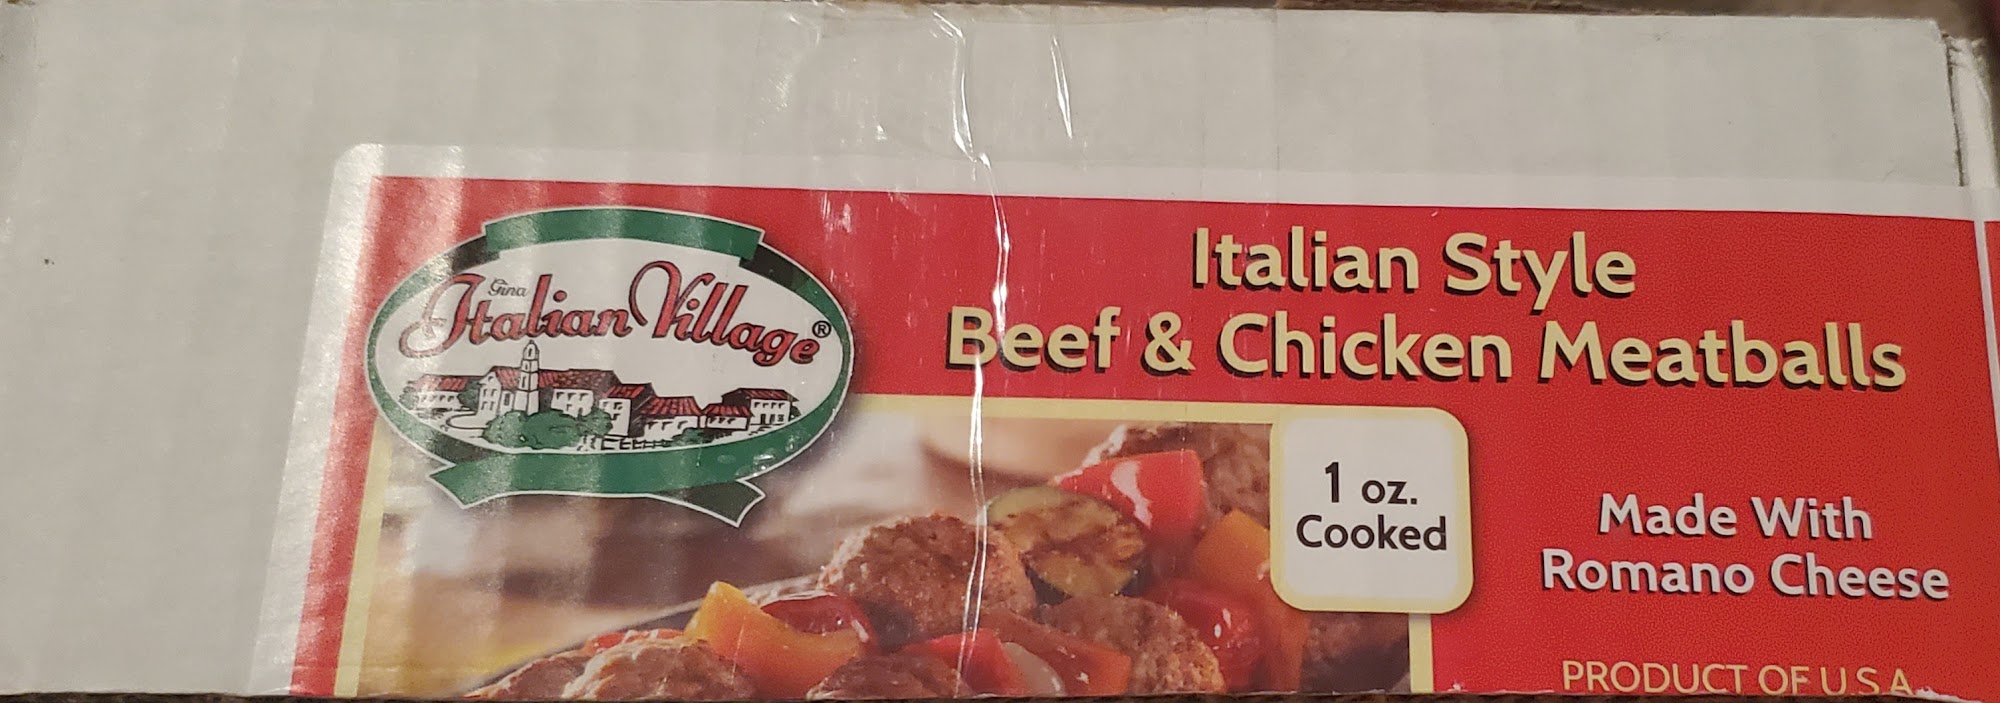 Gina
Italian Village®
Italian Style
Beef & Chicken Meatballs
1 oz.
Cooked
Made With
Romano Cheese
PRODUCT OF U.S.A.